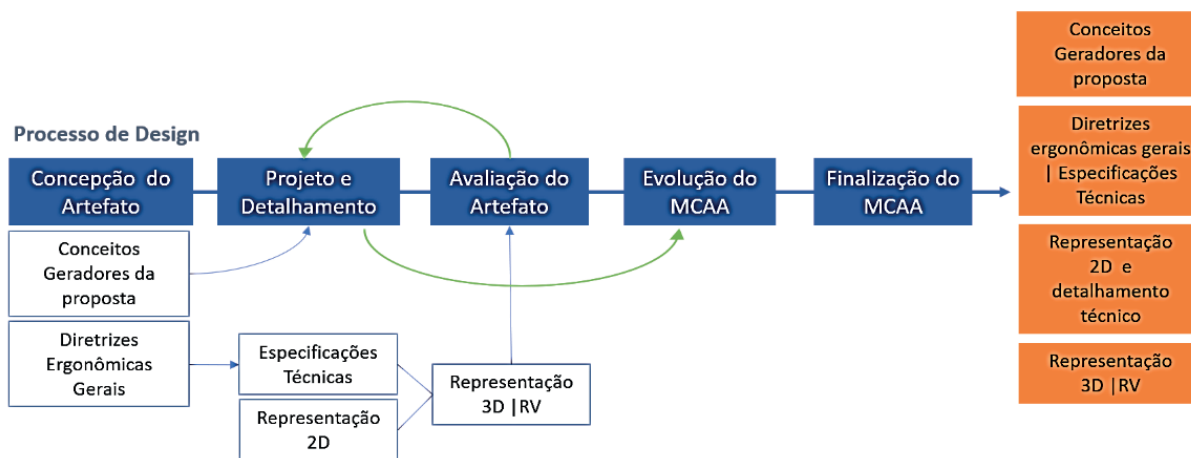 Processo de Design
Concepção do
Artefato
Projeto e
Detalhamento
Avaliação do
Artefato
Evolução do
MCAA
Finalização do
MCAA
Conceitos
Geradores da
proposta
Diretrizes
Ergonômicas
Gerais
Especificações
Técnicas
Representação
2D
Representação
3D |RV
Conceitos
Geradores da
proposta
Diretrizes
ergonômicas gerais
| Especificações
Técnicas
Representação
2D e
detalhamento
técnico
Representação
3D |RV